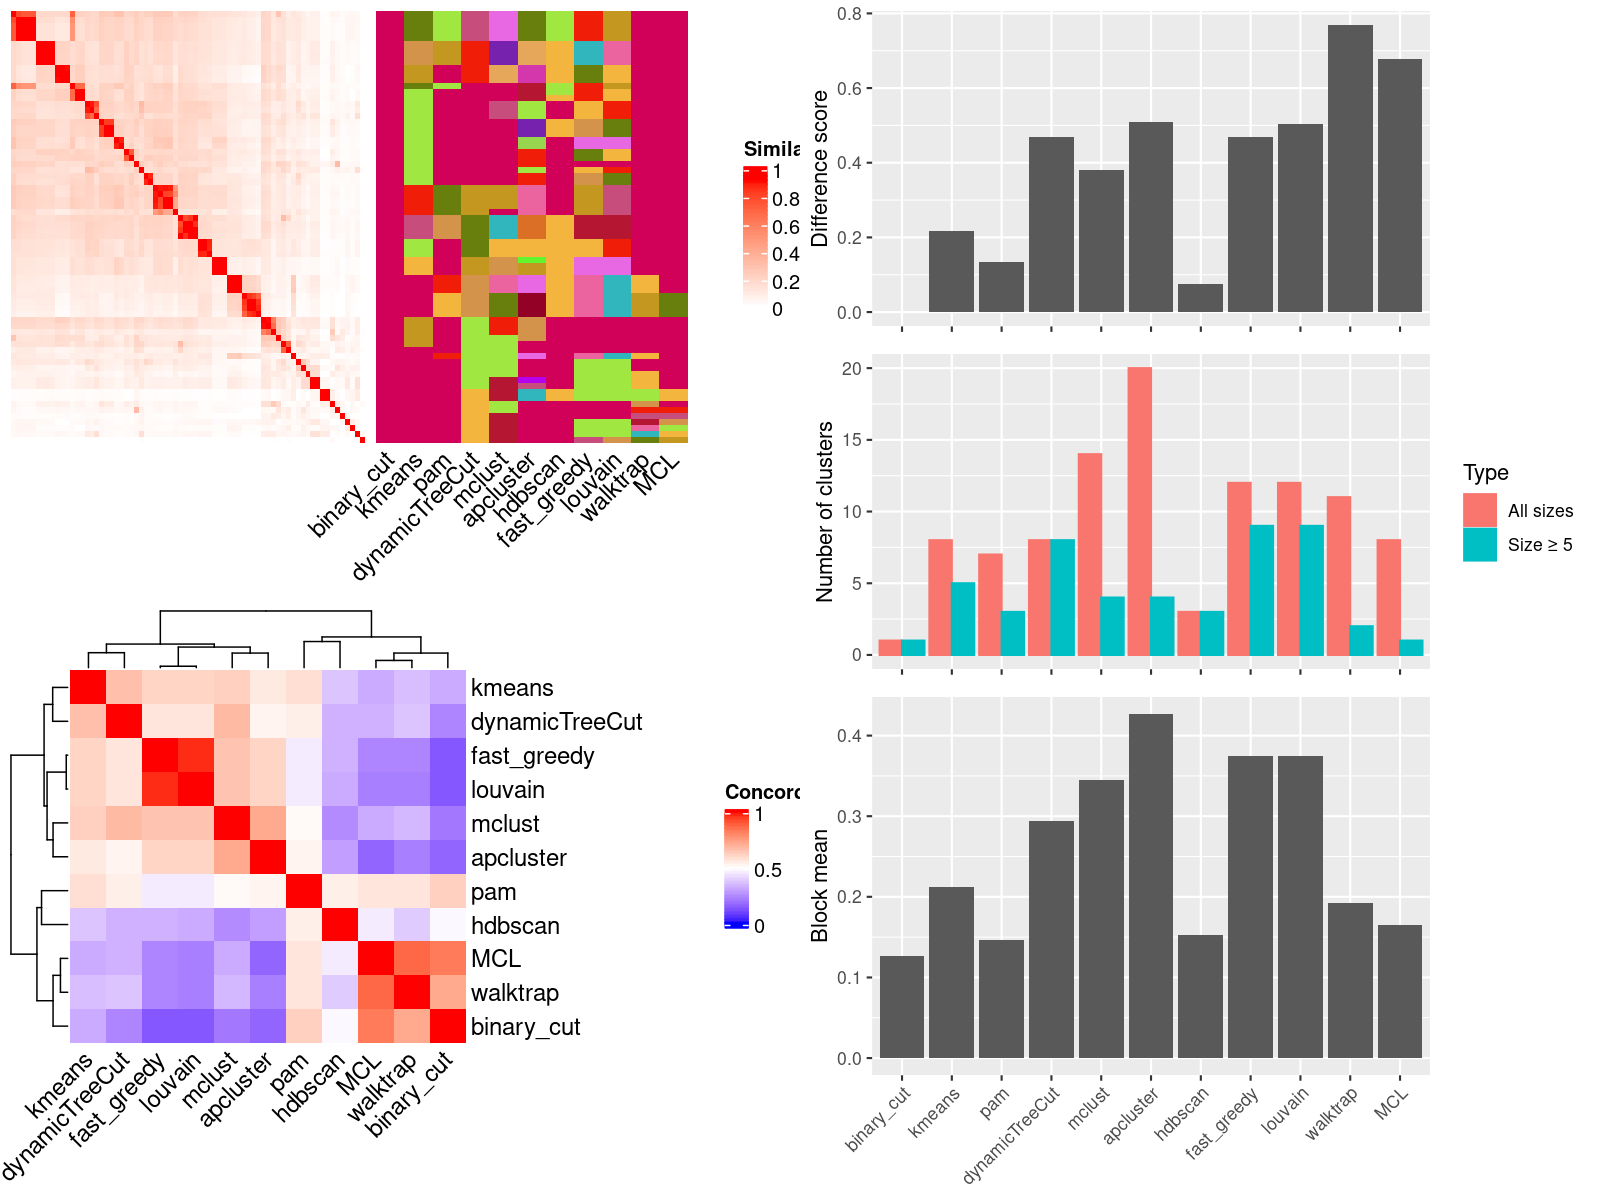 Simila
1
0.8
0.6
0.4
0.2
0
binary_cut
kmeans
pam
dynamicTreeCut
mclust
apcluster
hdbscan
fast_greedy
louvain
walktrap
MCL
kmeans
dynamicTreeCut
fast_greedy
louvain
mclust
apcluster
pam
hdbscan
MCL
walktrap
binary_cut
kmeans
dynamicTreeCut
fast_greedy
louvain
mclust
apcluster
pam
hdbscan
MCL
walktrap
binary_cut
Concord
1
0.5
0
Difference score
0.8
0.6
0.4
0.2
0.0
Number of clusters
20
15
10
5
0
Type
All sizes
Size ≥ 5
Block mean
0.4
0.3
0.2
0.1
0.0
binary_cut
kmeans
pam
dynamicTreeCut
mclust
apcluster
hdbscan
fast_greedy
louvain
walktrap
MCL